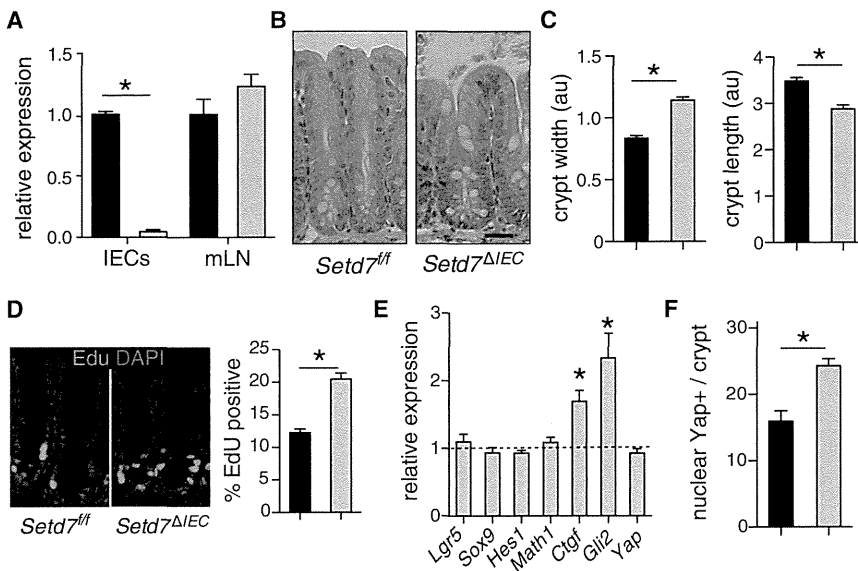 A
relative expression
1.5
1.0
0.5
0.0
*
IECs
mLN
B
Setd7f/f
Setd7ΔIEC
C
crypt width (au)
1.5
1.0
0.5
0
*
crypt length (au)
4
3
2
1
0
*
D
Edu DAPI
Setd7f/f
Setd7ΔIEC
% EdU positive
25
20
15
10
5
0
*
E
relative expression
3
2
1
0
*
*
Lgr5
Sox9
Hes1
Math1
Ctgf
Gli2
Yap
F
nuclear Yap+ / crypt
30
20
10
0
*